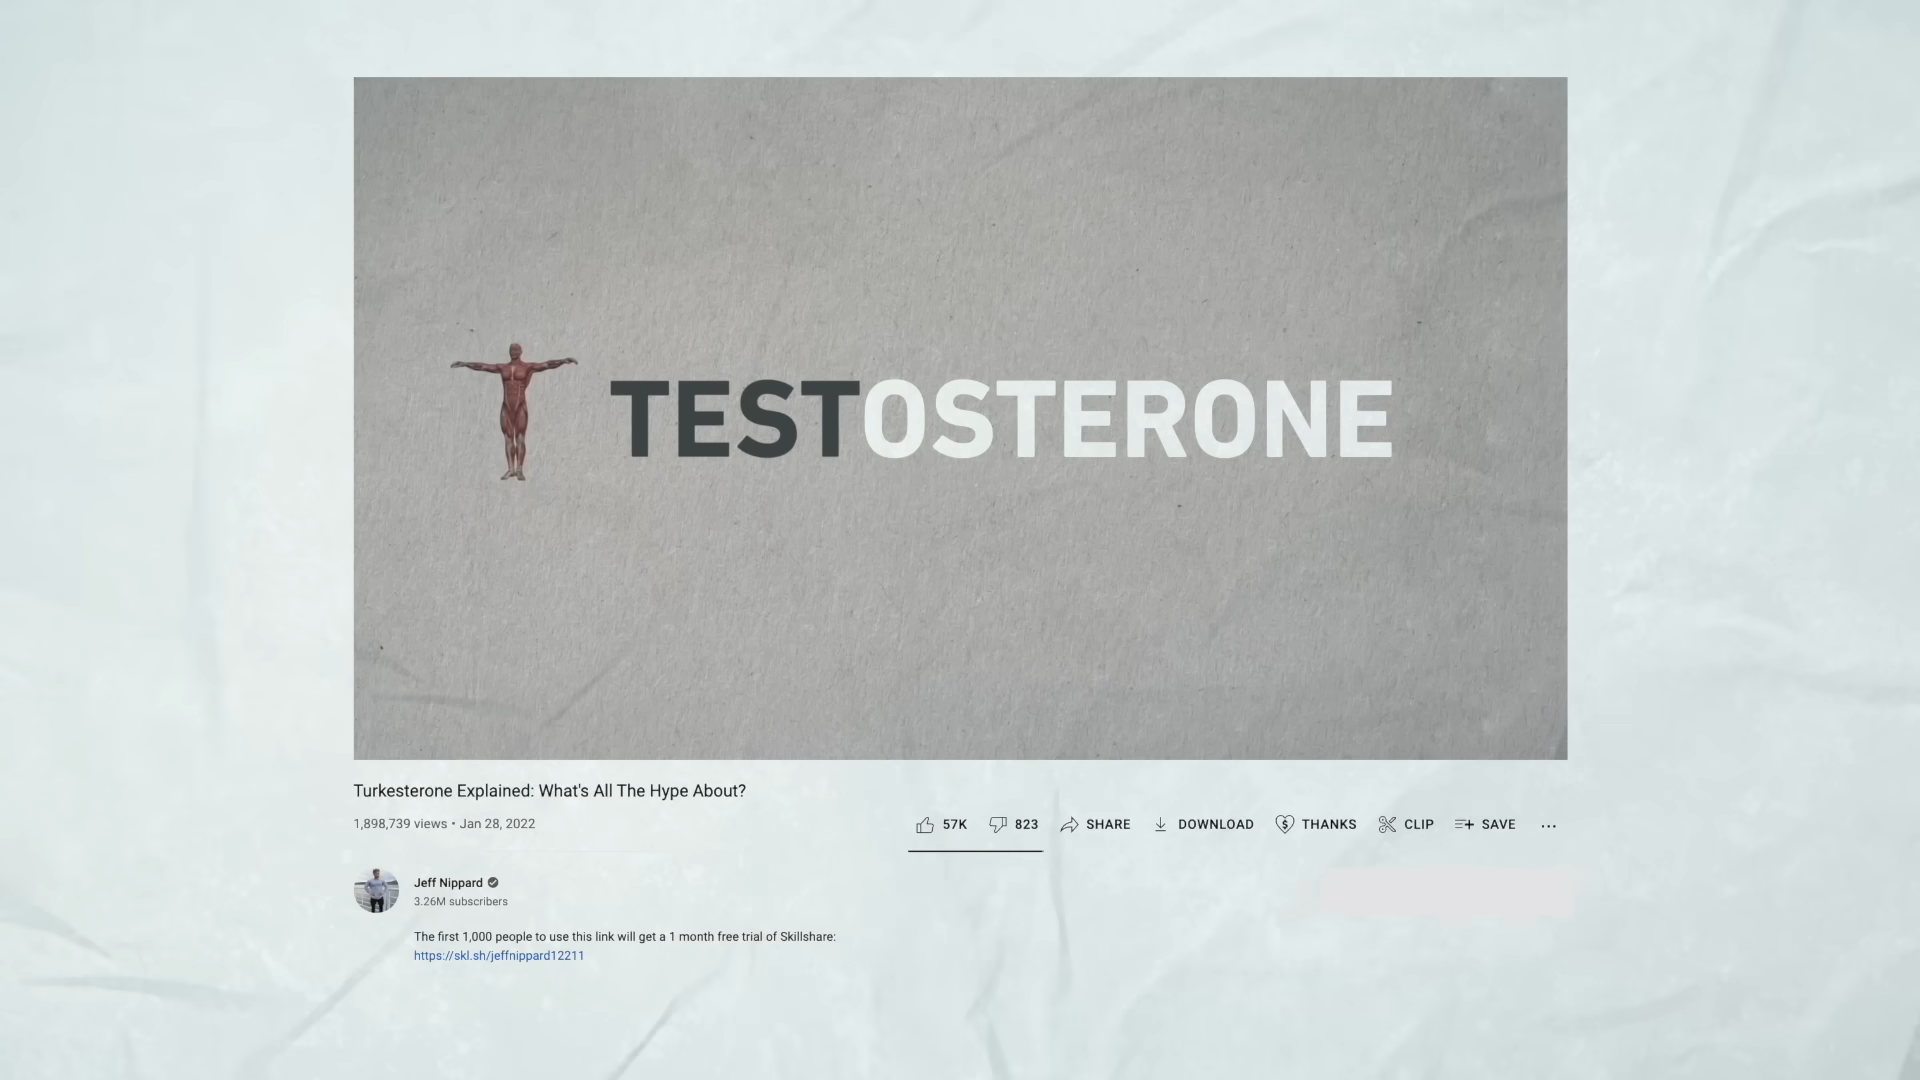 TESTOSTERONE
Turkesterone Explained: What's All The Hype About?
1,898,739 views • Jan 28, 2022
57K 823 SHARE DOWNLOAD THANKS CLIP SAVE ...
Jeff Nippard
3.26M subscribers
The first 1,000 people to use this link will get a 1 month free trial of Skillshare:
https://skl.sh/jeffnippard12211